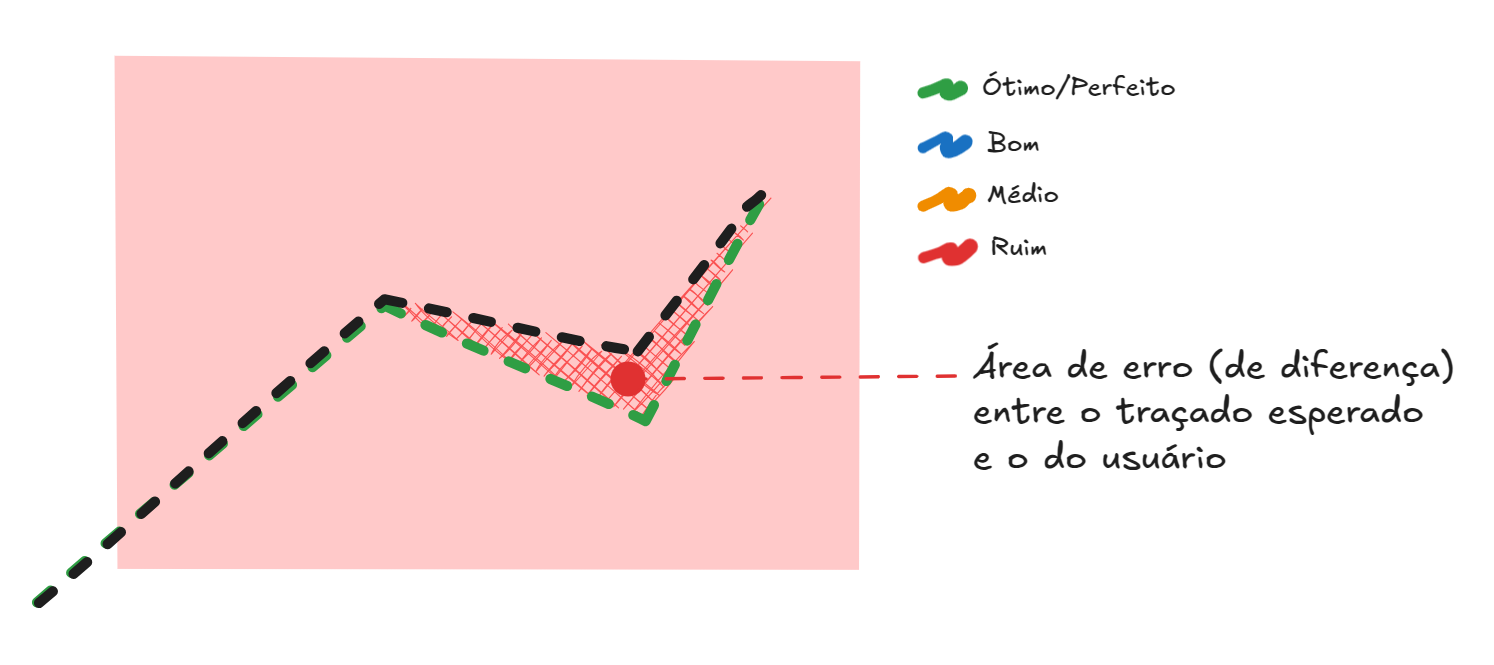 Ótimo/Perfeito
Bom
Médio
Ruim
Área de erro (de diferença)
entre o traçado esperado
e o do usuário